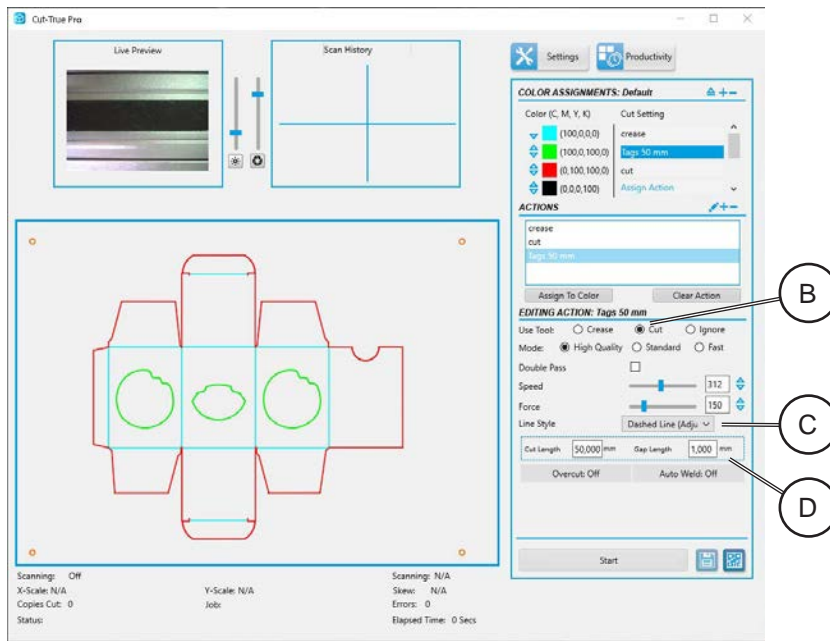 Cut-True Pro
Live Preview
Scan History
Settings
Productivity
COLOR ASSIGNMENTS: Default
Color (C, M, Y, K) Cut Setting
(100,0,0,0) crease
(100,0,100,0) Tags 50 mm
(0,100,100,0) cut
(0,0,0,100) Assign Action
ACTIONS
crease
cut
Tags 50 mm
Assign To Color Clear Action
EDITING ACTION: Tags 50 mm
Use Tool: Crease Cut Ignore
Mode: High Quality Standard Fast
Double Pass
Speed 312
Force 150
Line Style Dashed Line (Adju
Cut Length 50,000 mm Gap Length 1,000 mm
Overcut: Off Auto Weld: Off
Start
B
C
D
Scanning: Off Scanning: N/A
X-Scale: N/A Y-Scale: N/A Skew: N/A
Copies Cut: 0 Job: Errors: 0
Status: Elapsed Time: 0 Secs